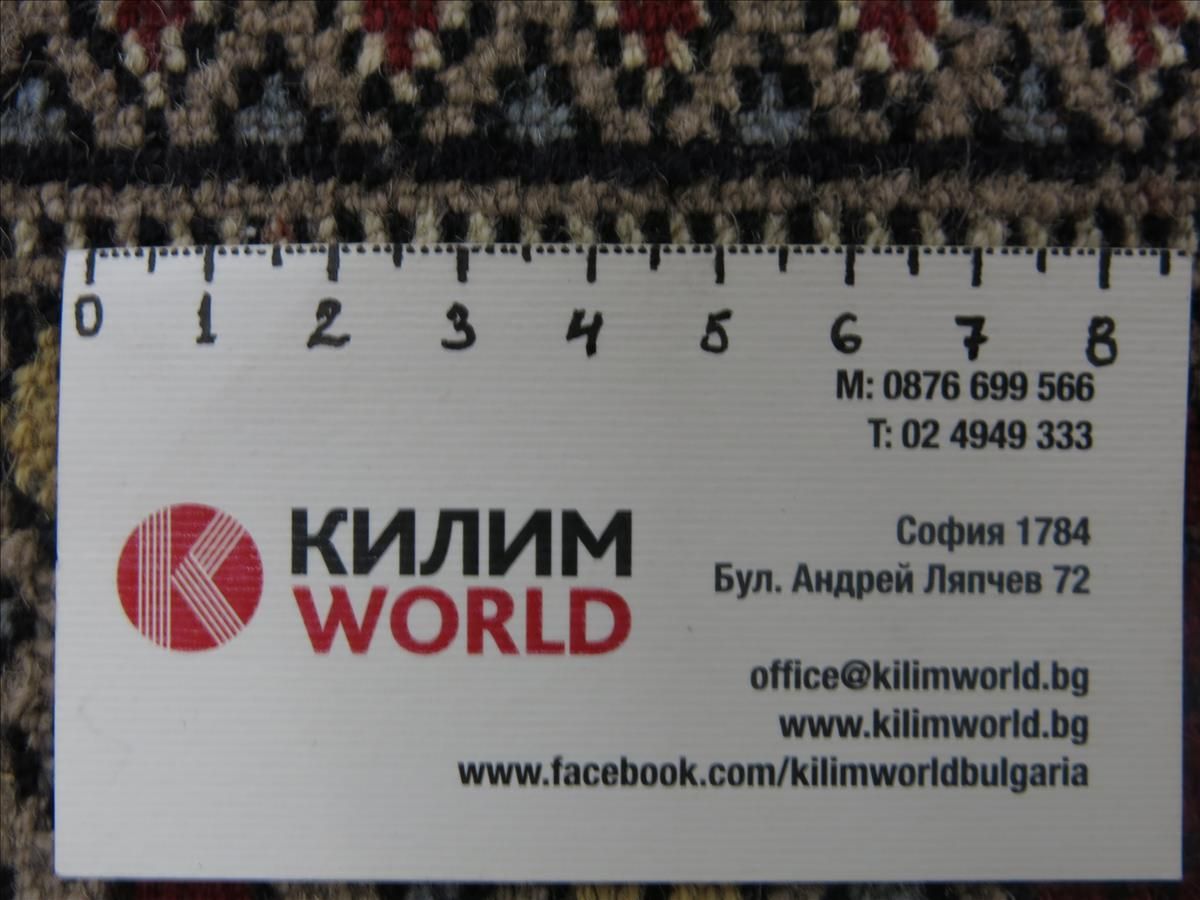 0 1 2 3 4 5 6 7 8
M: 0876 699 566
T: 02 4949 333
КИЛИМ
WORLD
София 1784
Бул. Андрей Ляпчев 72
office@kilimworld.bg
www.kilimworld.bg
www.facebook.com/kilimworldbulgaria